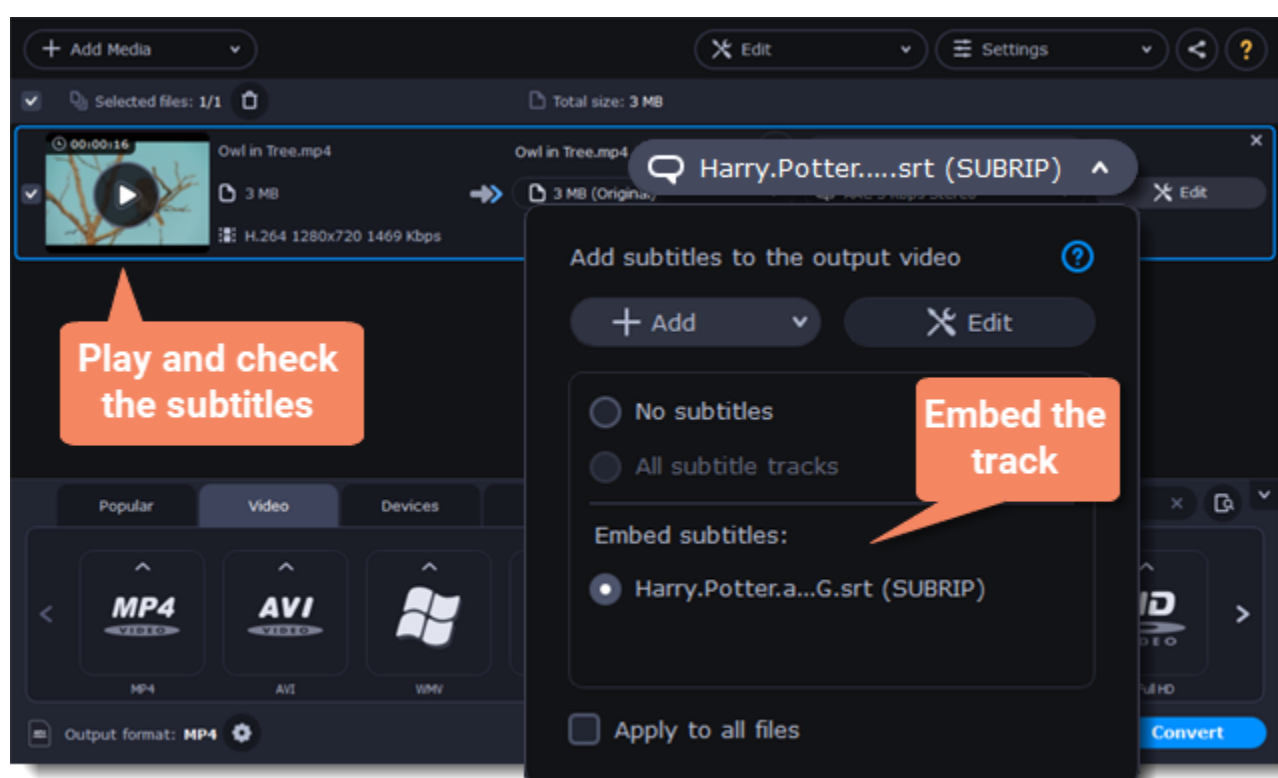 Add Media
Edit
Settings
?
Selected files: 1/1
Total size: 3 MB
00:00:16
Owl in Tree.mp4
Owl in Tree.mp4
Harry.Potter.....srt (SUBRIP)
3 MB
3 MB (Original)
Edit
H.264 1280x720 1469 Kbps
Add subtitles to the output video
?
Play and check
the subtitles
Add
Edit
No subtitles
All subtitle tracks
Embed the
track
Embed subtitles:
Harry.Potter.a...G.srt (SUBRIP)
Popular
Video
Devices
MP4
VIDEO
AVI
VIDEO
MP4
AVI
WMV
Full HD
Apply to all files
Output format: MP4
Convert